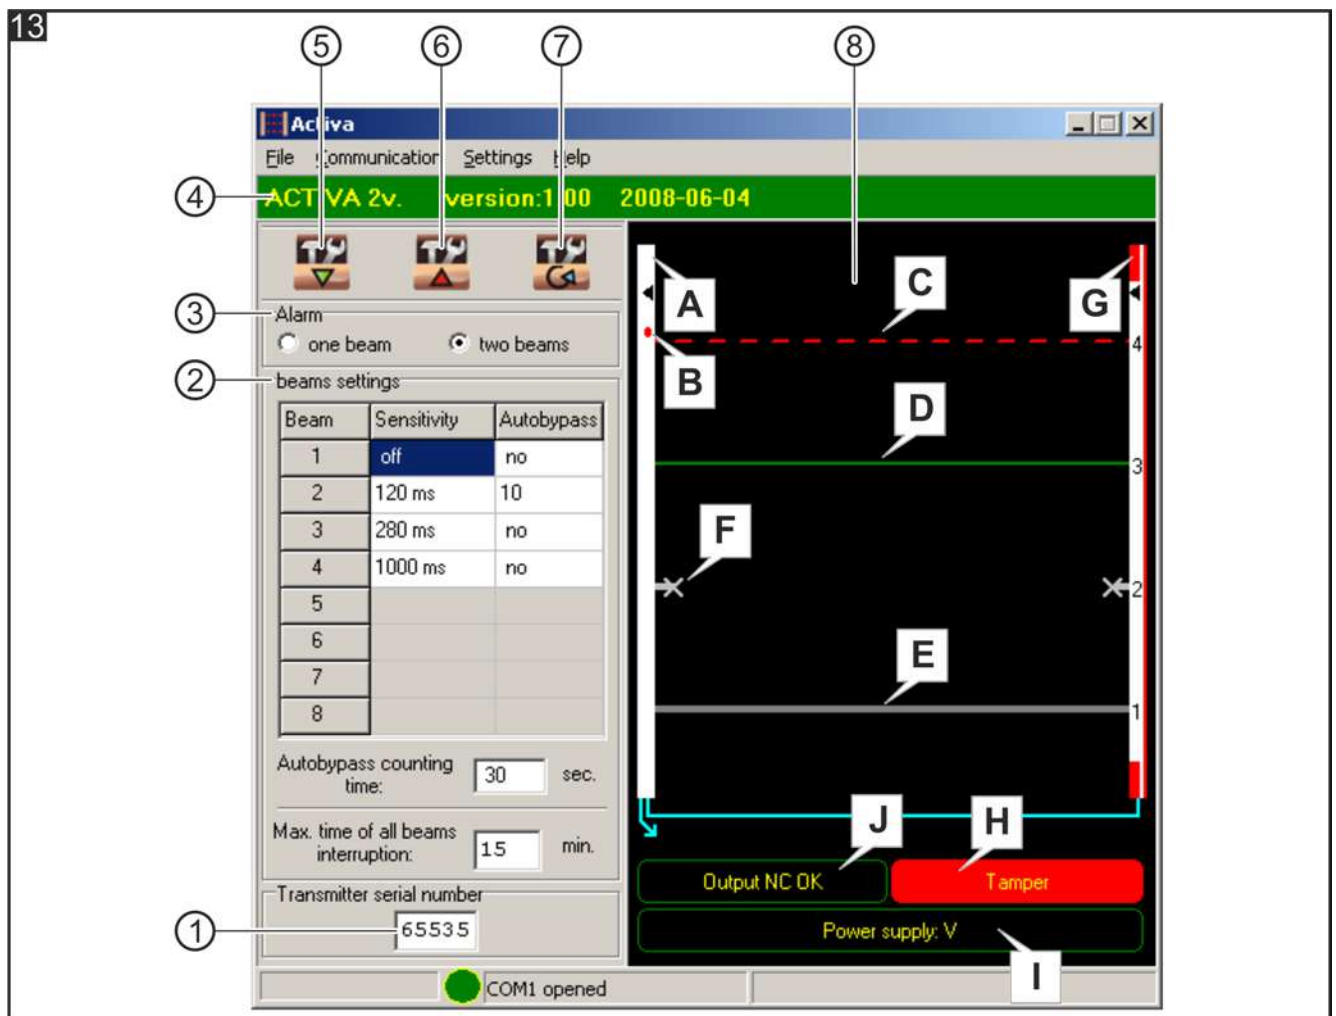 13
5 6 7 8
Activa
File Communication Settings Help
4
ACTIVA 2v. version:1.00 2008-06-04
3
Alarm
one beam two beams
2
beams settings
Beam Sensitivity Autobypass
1 off no
2 120 ms 10
3 280 ms no
4 1000 ms no
5
6
7
8
Autobypass counting
time:
30 sec.
Max. time of all beams
interruption:
15 min.
Transmitter serial number
1
65535
COM1 opened
A
C
G
B
4
D
3
F
2
E
1
J
H
Output NC OK
Tamper
Power supply: V
I